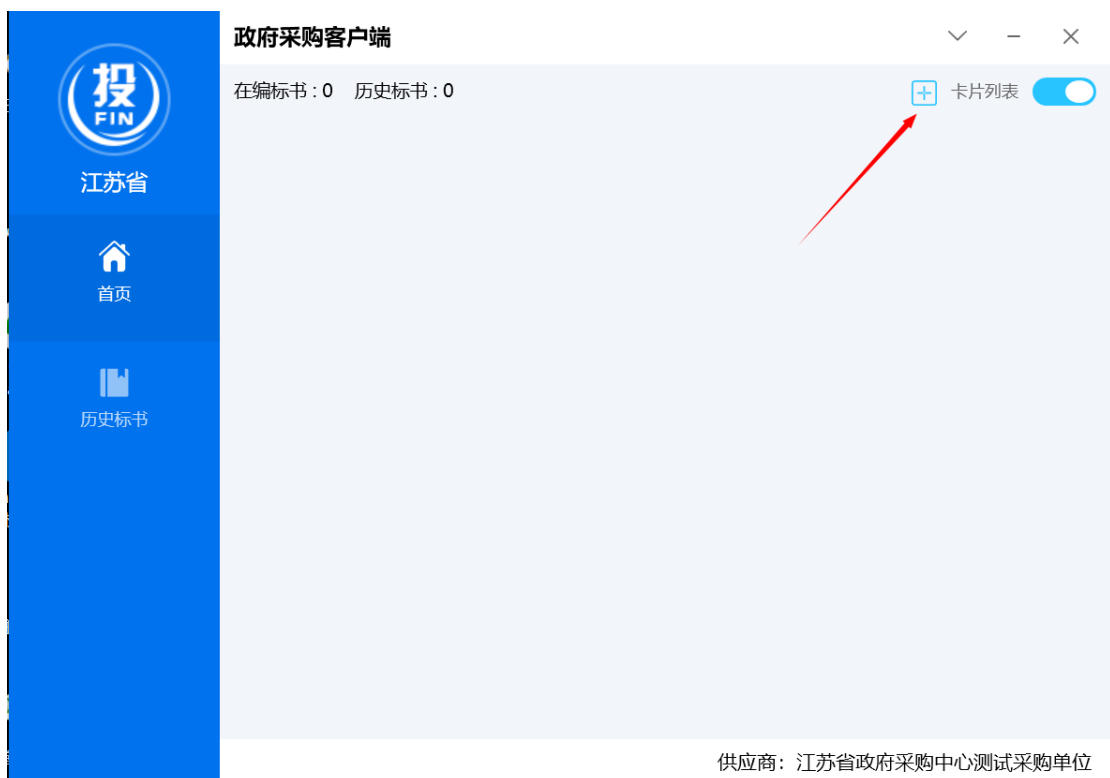 政府采购客户端
在编标书 : 0 历史标书 : 0
卡片列表
投
FIN
江苏省
首页
历史标书
供应商：江苏省政府采购中心测试采购单位